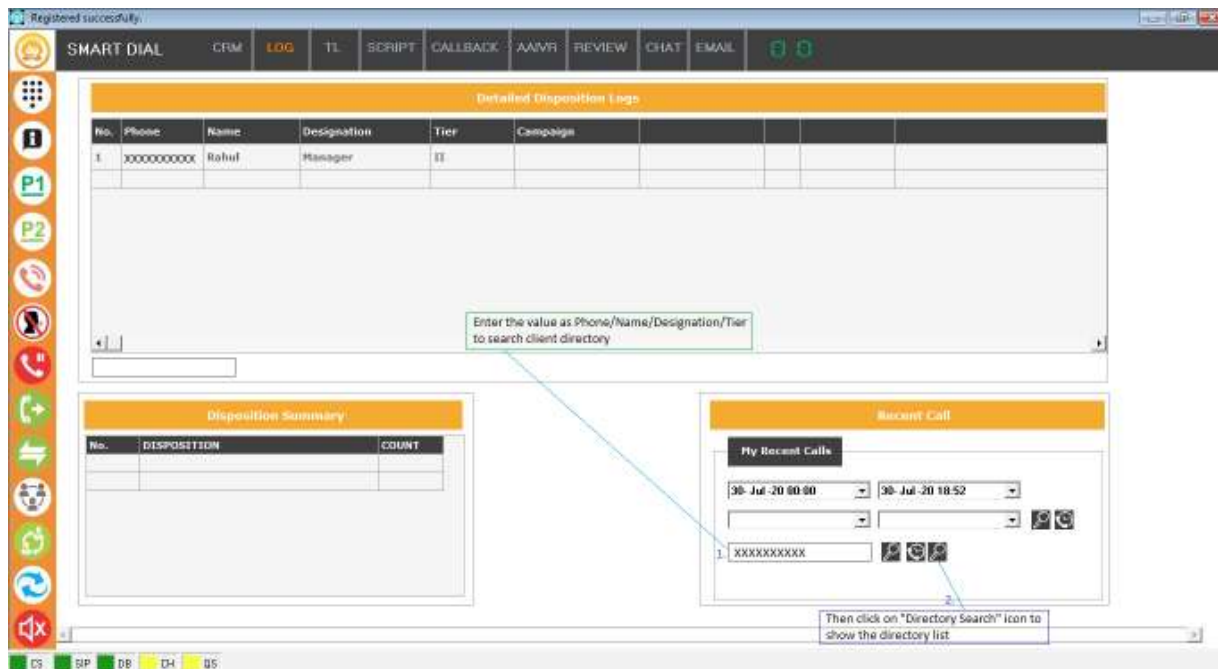 Registered successfully.
SMART DIAL CRM LOG TL SCRIPT CALLBACK AAIVR REVIEW CHAT EMAIL 0 0
P1
P2
Detailed Disposition Logs
No. Phone Name Designation Tier Campaign
1 XXXXXXXXXX Rahul Manager II
Enter the value as Phone/Name/Designation/Tier
to search client directory
Disposition Summary
No. DISPOSITION COUNT
Recent Call
My Recent Calls
30- Jul -20 00:00 30- Jul -20 18:52
1. XXXXXXXXXX
2.
Then click on "Directory Search" icon to
show the directory list
CS SIP DB CH QS